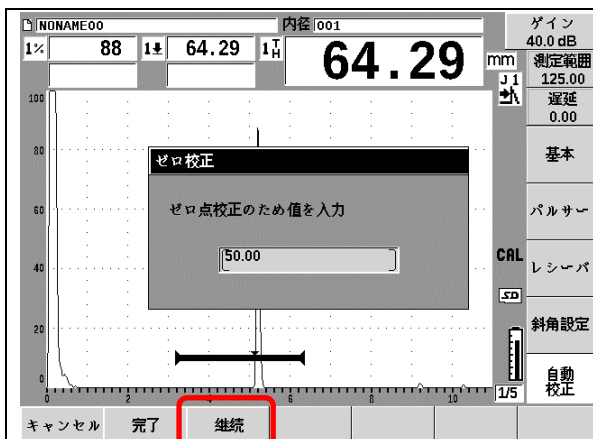 NONAME00 内径 001
ゲイン
40.0 dB
1% 88 1 64.29 1 T H 64.29 mm
測定範囲
125.00
J 1
遅延
0.00
100
80
60
40
20
0
ゼロ校正
ゼロ点校正のため値を入力
50.00
基本
パルサー
CAL
レシーバ
SD
斜角設定
自動
校正
1/5
0 2 4 6 8 10
キャンセル 完了 继続